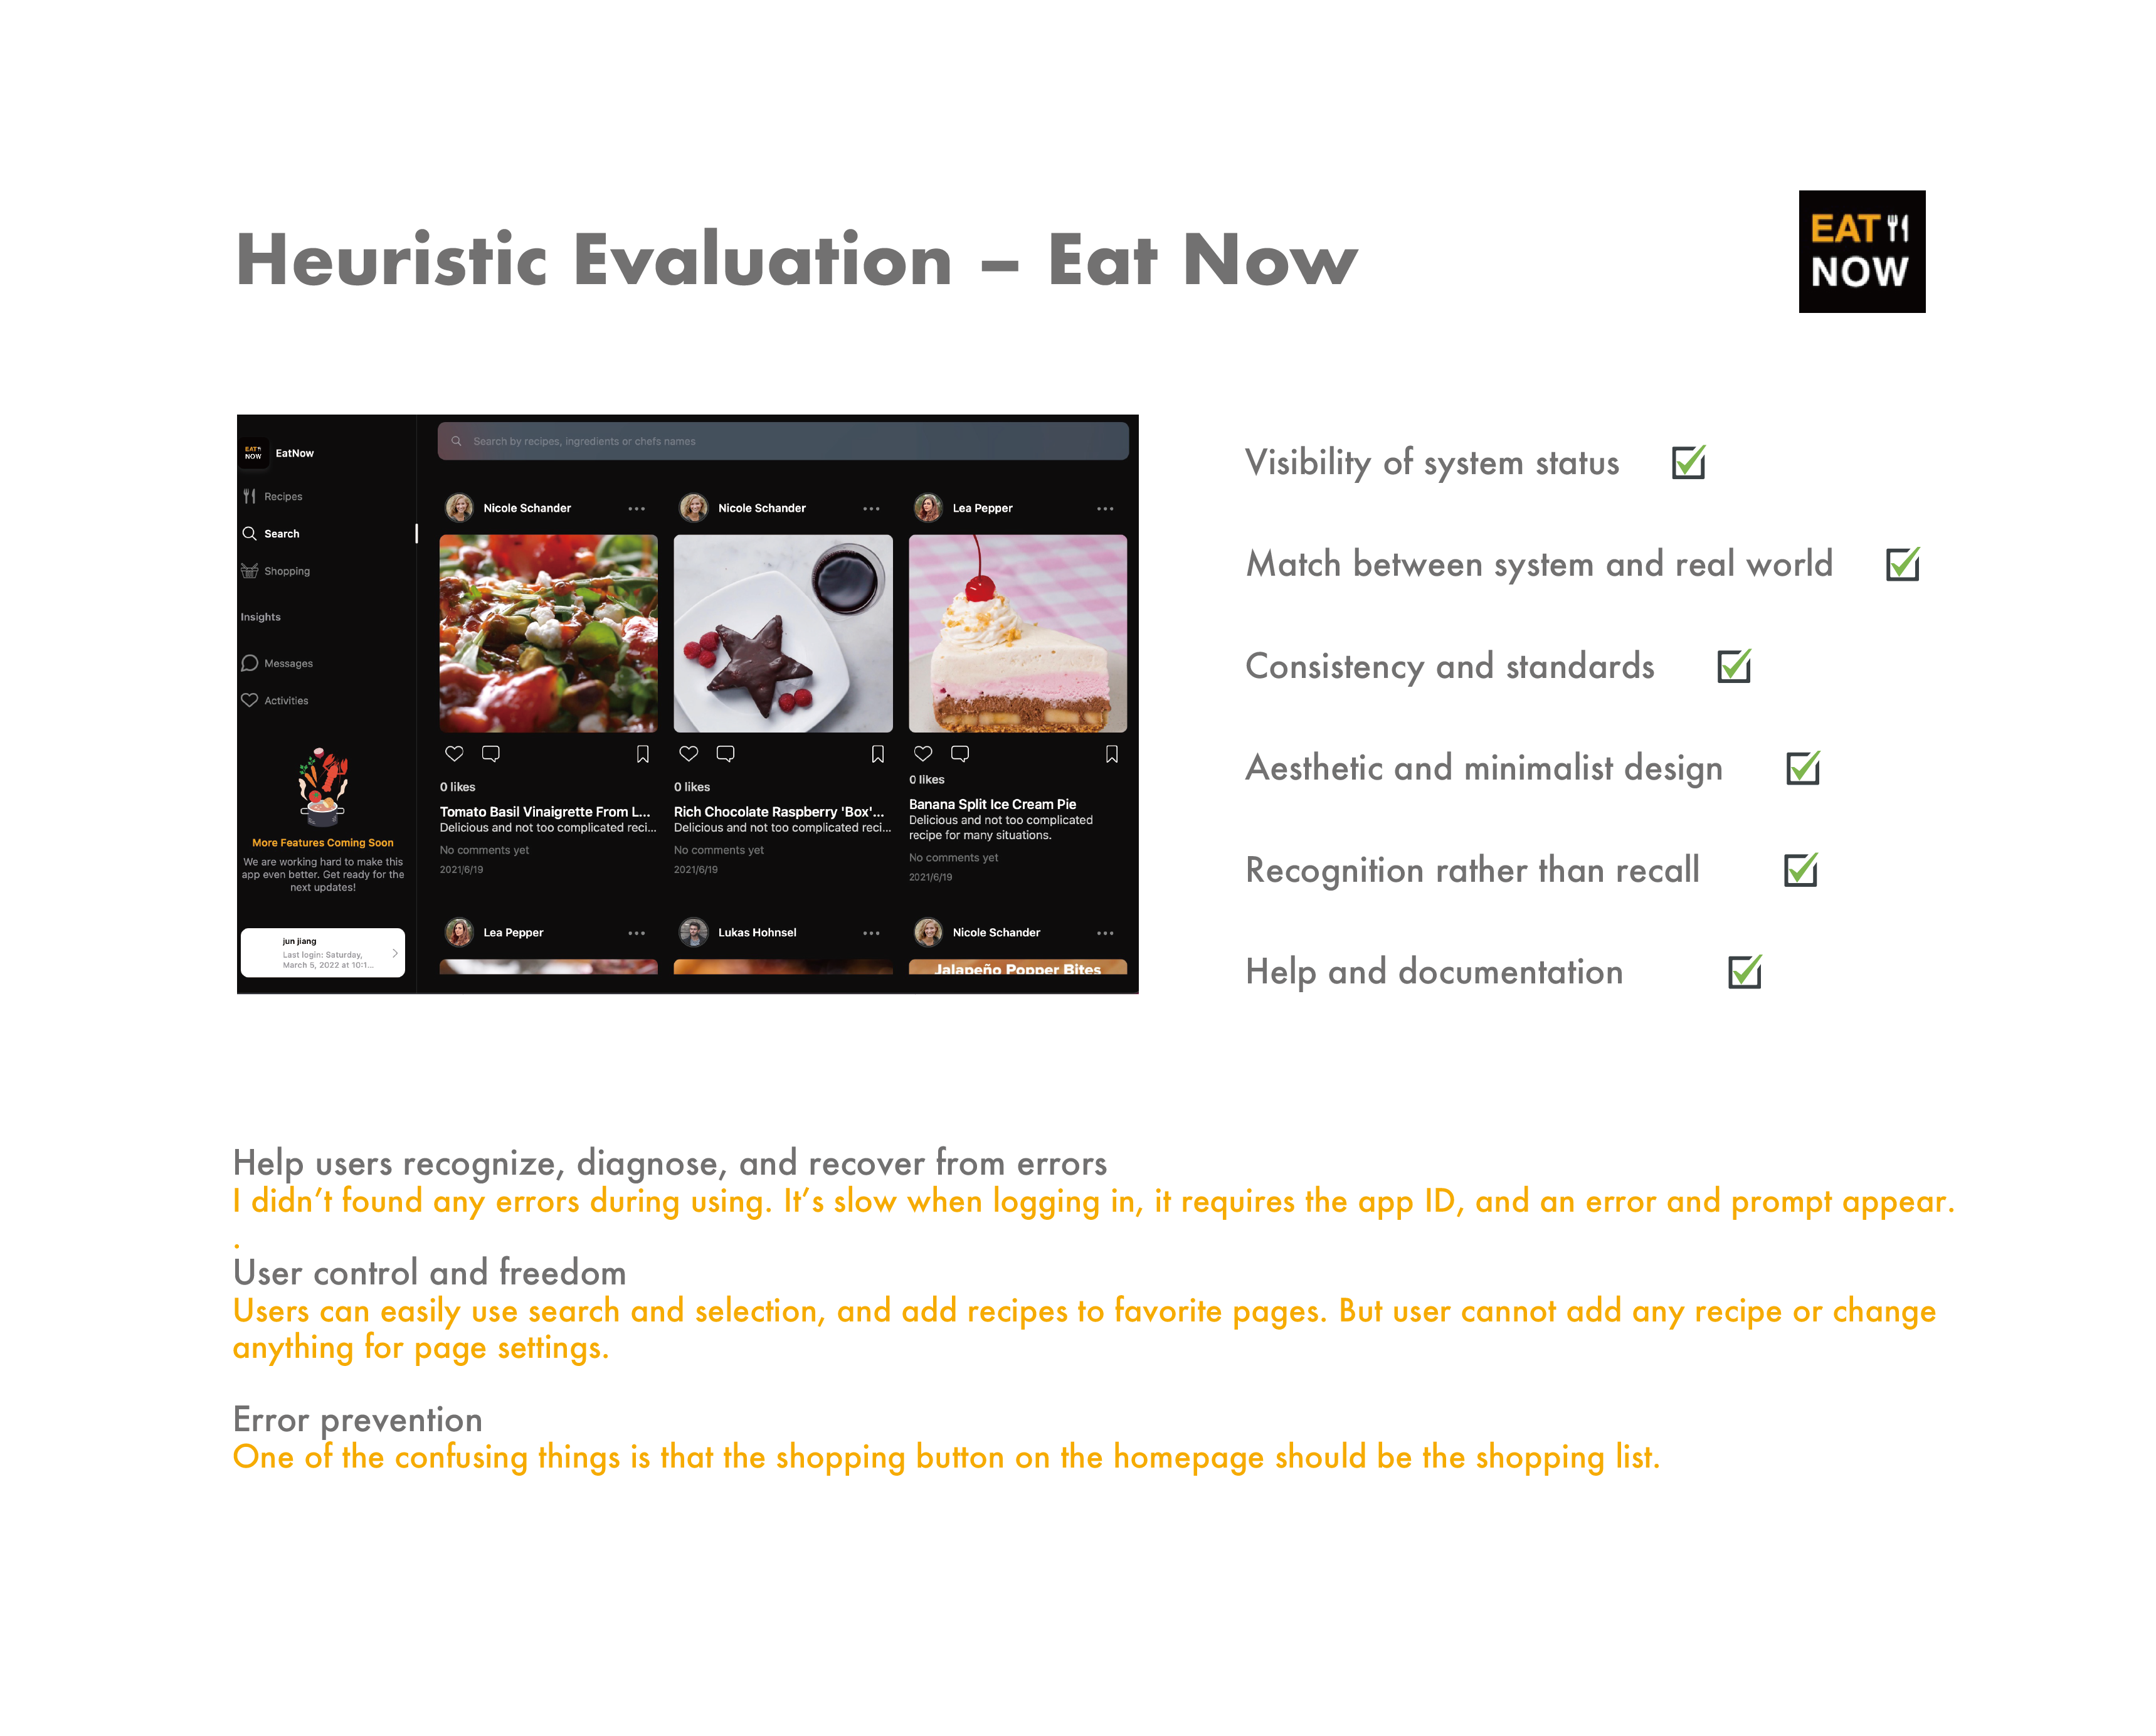 Heuristic Evaluation – Eat Now
EAT
NOW
EAT
NOW
EatNow
Recipes
Search
Shopping
Insights
Messages
Activities
More Features Coming Soon
We are working hard to make this
app even better. Get ready for the
next updates!
jun jiang
Last login: Saturday,
March 5, 2022 at 10:1...
Search by recipes, ingredients or chefs names
Nicole Schander
0 likes
Tomato Basil Vinaigrette From L...
Delicious and not too complicated reci...
No comments yet
2021/6/19
Nicole Schander
0 likes
Rich Chocolate Raspberry 'Box'...
Delicious and not too complicated reci...
No comments yet
2021/6/19
Lea Pepper
0 likes
Banana Split Ice Cream Pie
Delicious and not too complicated
recipe for many situations.
No comments yet
2021/6/19
Lea Pepper
Lukas Hohnsel
Nicole Schander
Jalapeño Popper Bites
Visibility of system status
Match between system and real world
Consistency and standards
Aesthetic and minimalist design
Recognition rather than recall
Help and documentation
Help users recognize, diagnose, and recover from errors
I didn’t found any errors during using. It’s slow when logging in, it requires the app ID, and an error and prompt appear.
.
User control and freedom
Users can easily use search and selection, and add recipes to favorite pages. But user cannot add any recipe or change
anything for page settings.
Error prevention
One of the confusing things is that the shopping button on the homepage should be the shopping list.